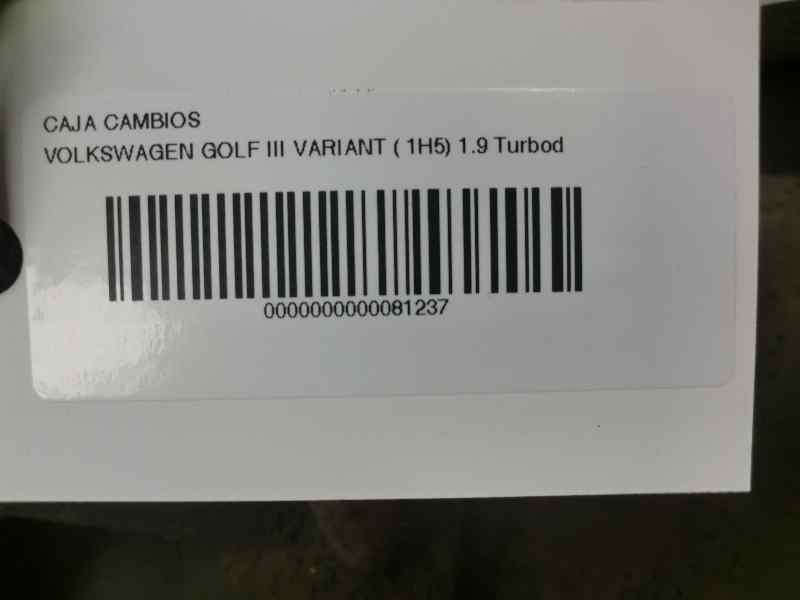 CAJA CAMBIOS
VOLKSWAGEN GOLF III VARIANT ( 1H5) 1.9 Turbod
0000000000081237